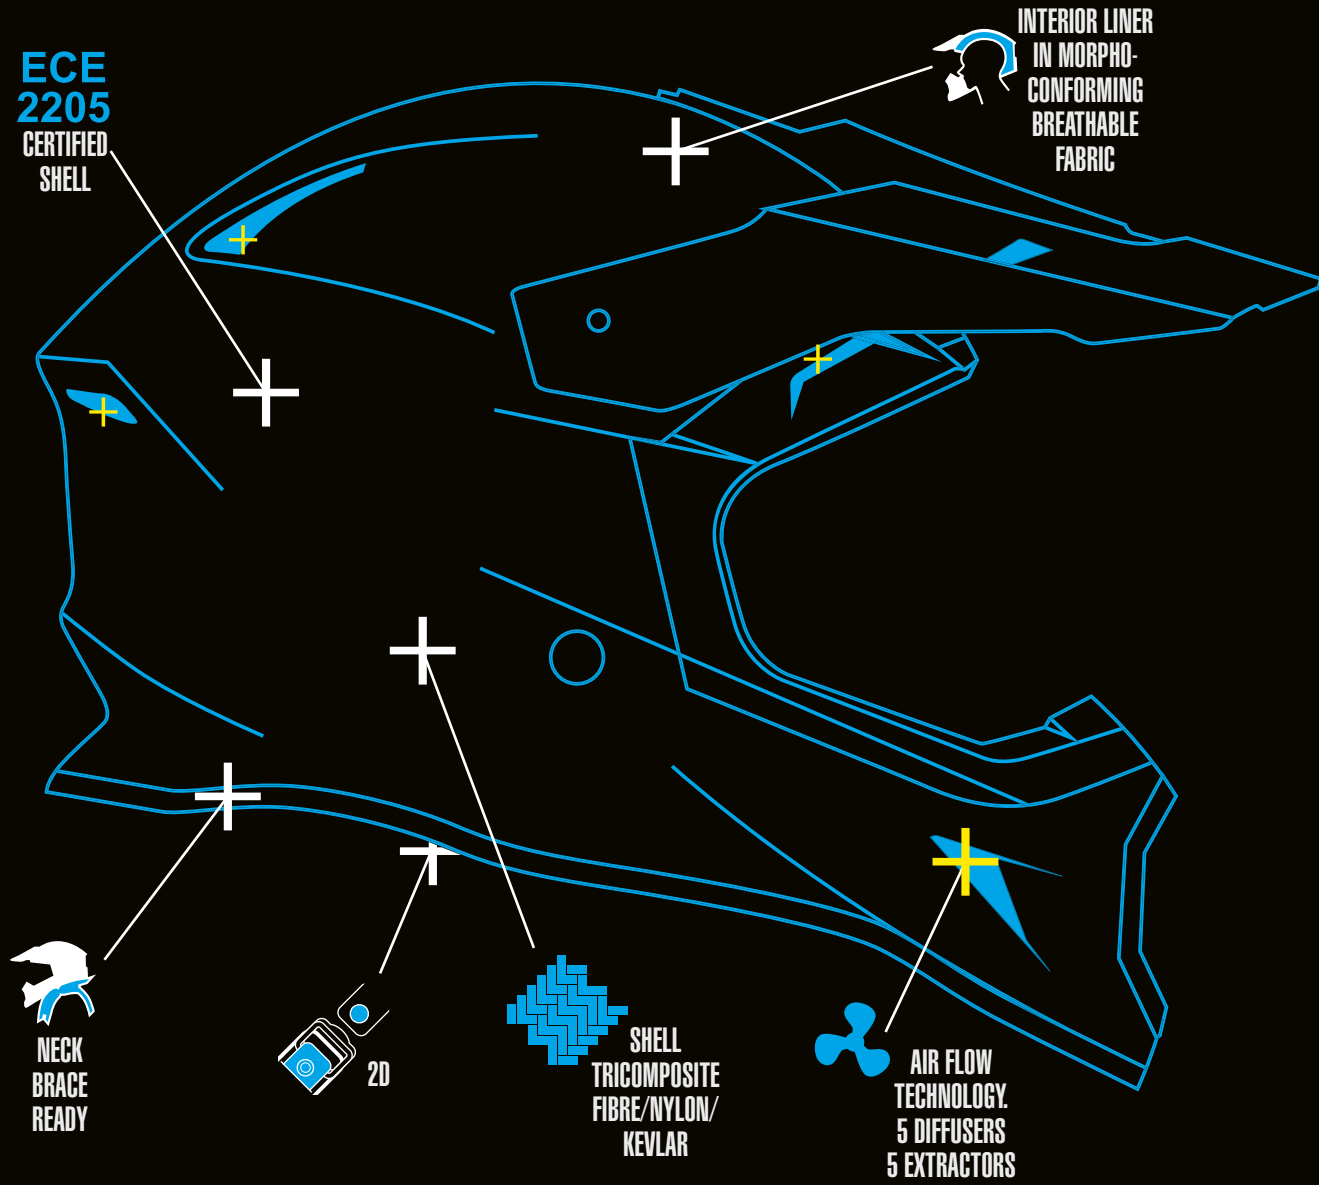 ECE
2205
CERTIFIED
SHELL
INTERIOR LINER
IN MORPHO-
CONFORMING
BREATHABLE
FABRIC
NECK
BRACE
READY
2D
SHELL
TRICOMPOSITE
FIBRE/NYLON/
KEVLAR
AIR FLOW
TECHNOLOGY.
5 DIFFUSERS
5 EXTRACTORS